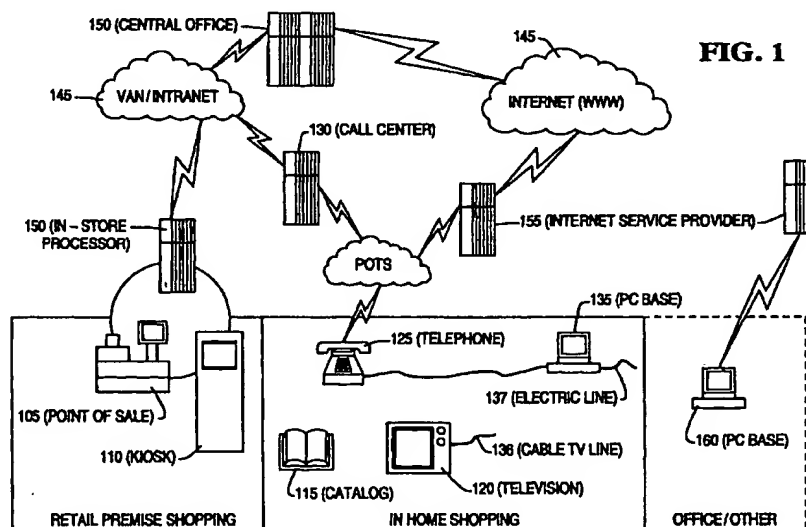 150 (CENTRAL OFFICE)
145
FIG. 1
145
VAN / INTRANET
INTERNET (WWW)
130 (CALL CENTER)
150 (IN – STORE
PROCESSOR)
155 (INTERNET SERVICE PROVIDER)
POTS
135 (PC BASE)
125 (TELEPHONE)
137 (ELECTRIC LINE)
105 (POINT OF SALE)
160 (PC BASE)
110 (KIOSK)
136 (CABLE TV LINE)
115 (CATALOG)
120 (TELEVISION)
RETAIL PREMISE SHOPPING
IN HOME SHOPPING
OFFICE / OTHER